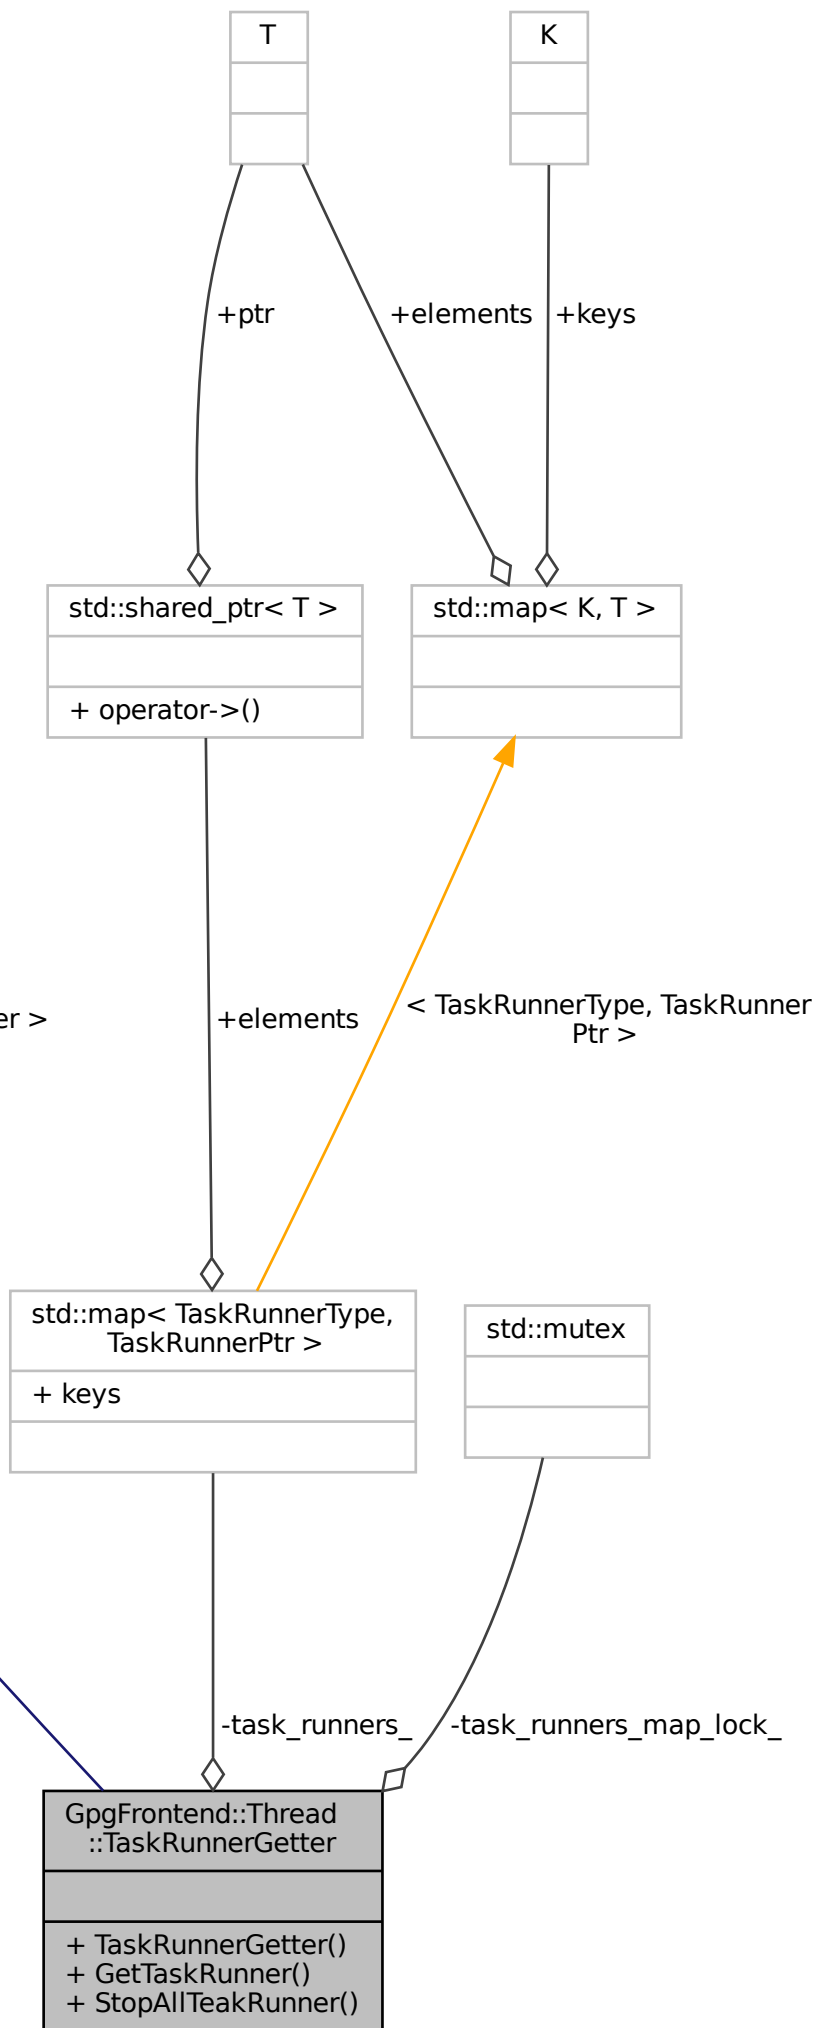 T
K
+ptr
+elements
+keys
std::shared_ptr< T >
+ operator->()
std::map< K, T >
er >
+elements
< TaskRunnerType, TaskRunner
Ptr >
std::map< TaskRunnerType,
TaskRunnerPtr >
+ keys
std::mutex
-task_runners_
-task_runners_map_lock_
GpgFrontend::Thread
::TaskRunnerGetter
+ TaskRunnerGetter()
+ GetTaskRunner()
+ StopAllTeakRunner()